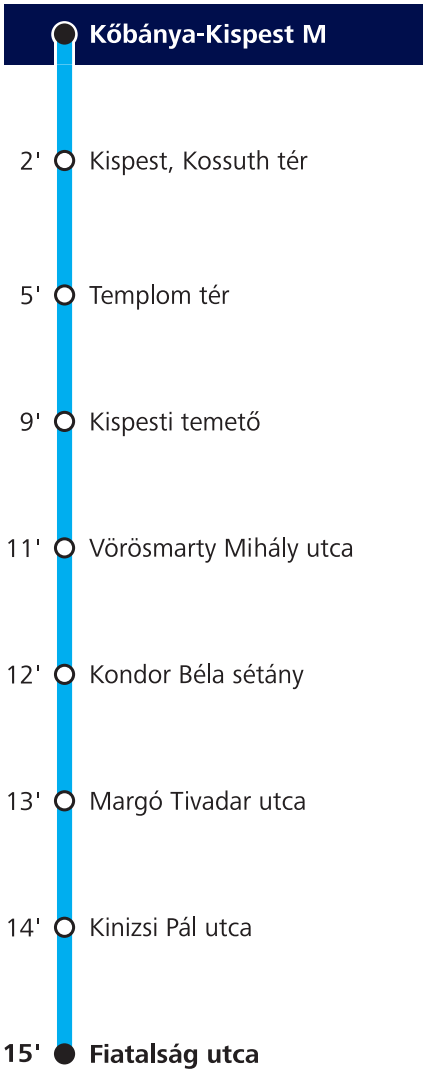 Kőbánya-Kispest M
2' Kispest, Kossuth tér
5' Templom tér
9' Kispesti temető
11' Vörösmarty Mihály utca
12' Kondor Béla sétány
13' Margó Tivadar utca
14' Kinizsi Pál utca
15' Fiatalság utca